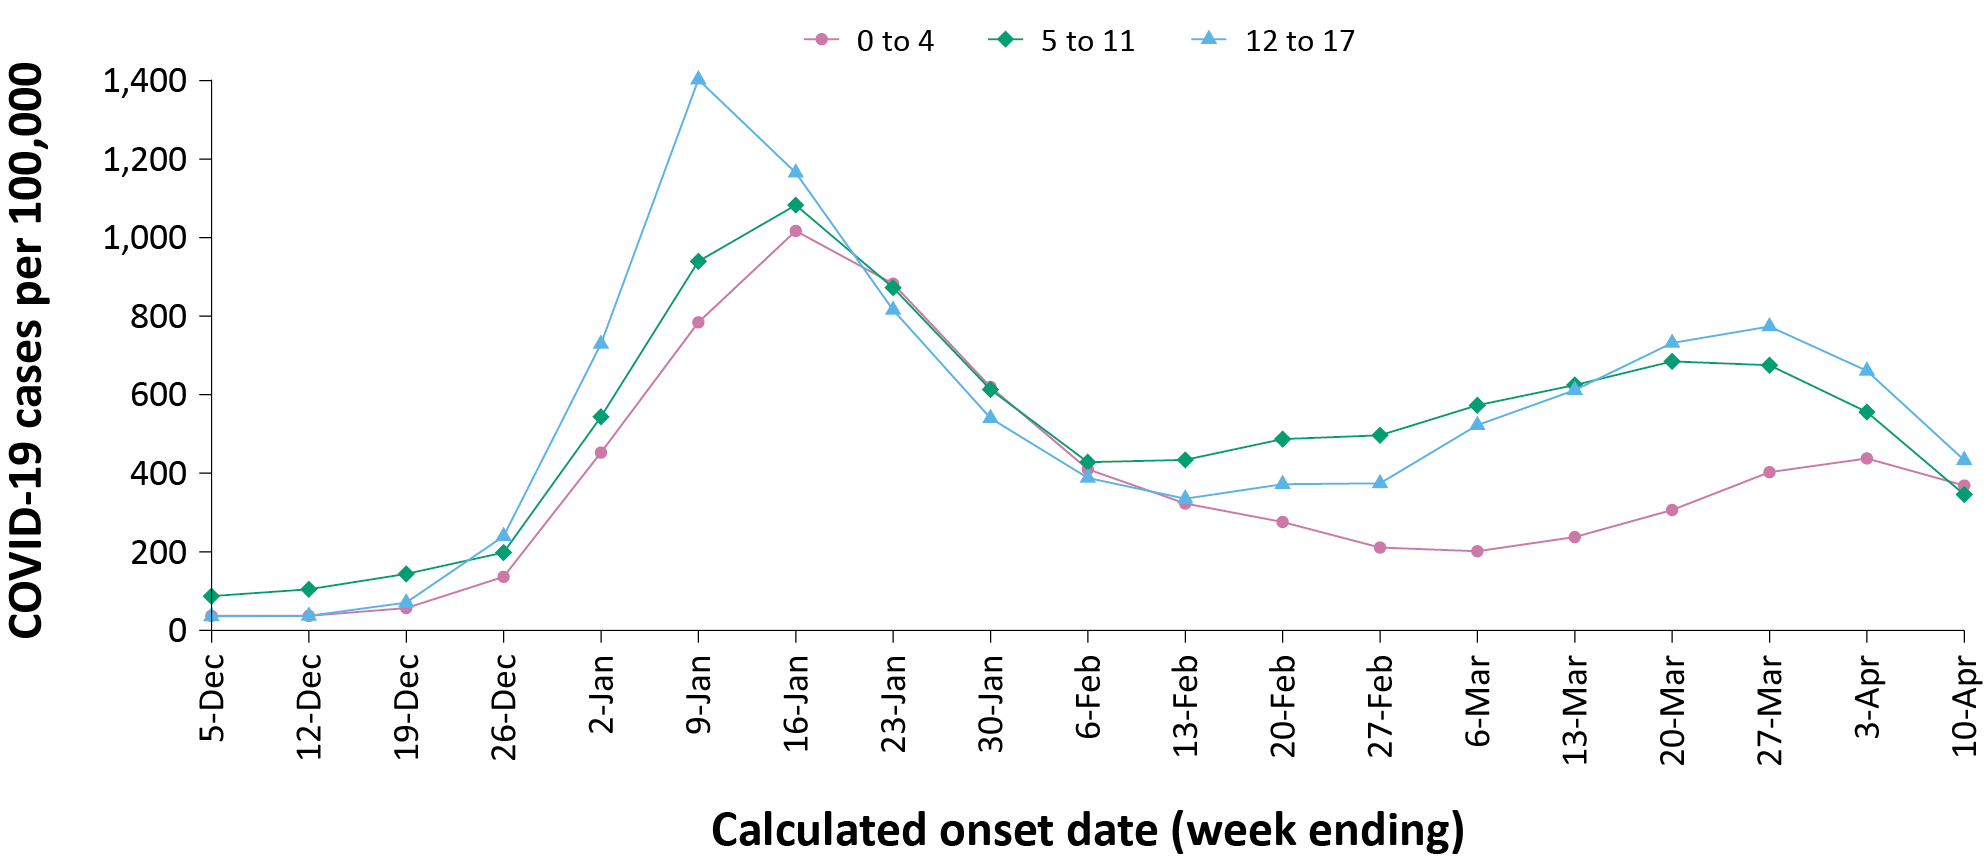 0 to 4 5 to 11 12 to 17
COVID-19 cases per 100,000
1,400
1,200
1,000
800
600
400
200
0
5-Dec
12-Dec
19-Dec
26-Dec
2-Jan
9-Jan
16-Jan
23-Jan
30-Jan
6-Feb
13-Feb
20-Feb
27-Feb
6-Mar
13-Mar
20-Mar
27-Mar
3-Apr
10-Apr
Calculated onset date (week ending)